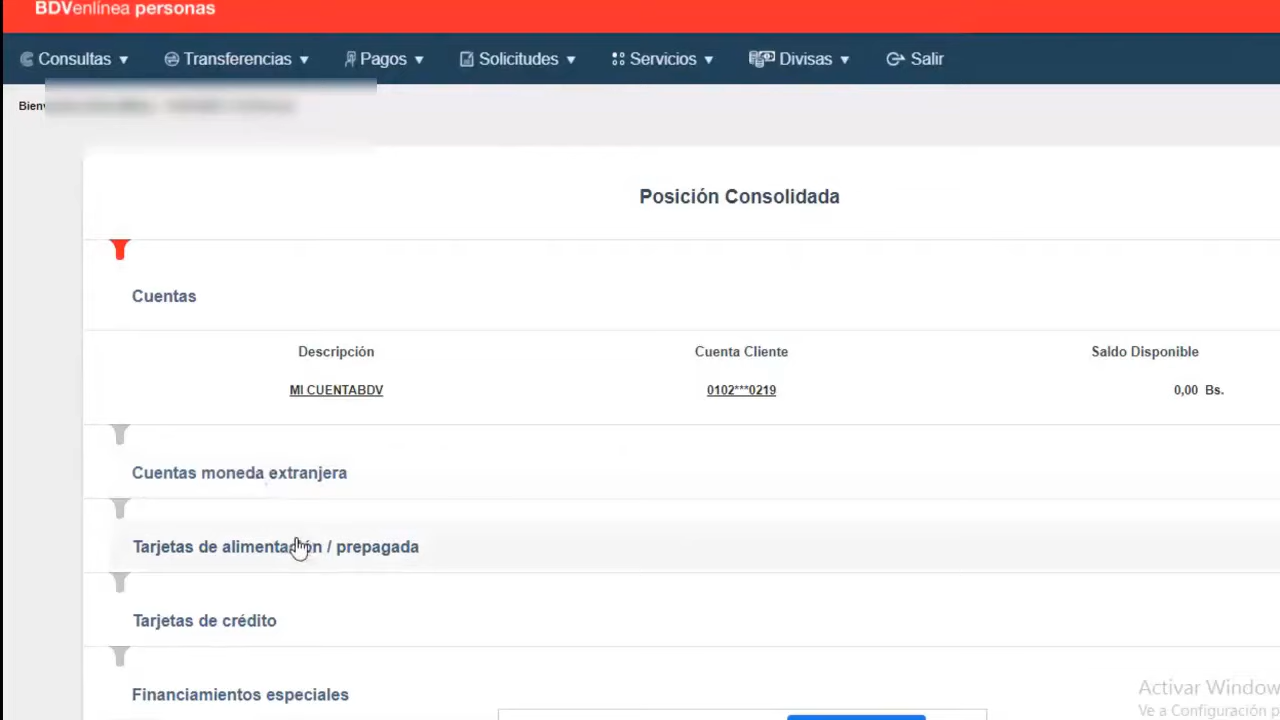 BDVenlínea personas
Consultas Transferencias Pagos Solicitudes Servicios Divisas Salir
Posición Consolidada
Cuentas
Descripción Cuenta Cliente Saldo Disponible
MI CUENTABDV 0102***0219 0,00 Bs.
Cuentas moneda extranjera
Tarjetas de alimentación / prepagada
Tarjetas de crédito
Financiamientos especiales
Activar Window
Ve a Configuración p